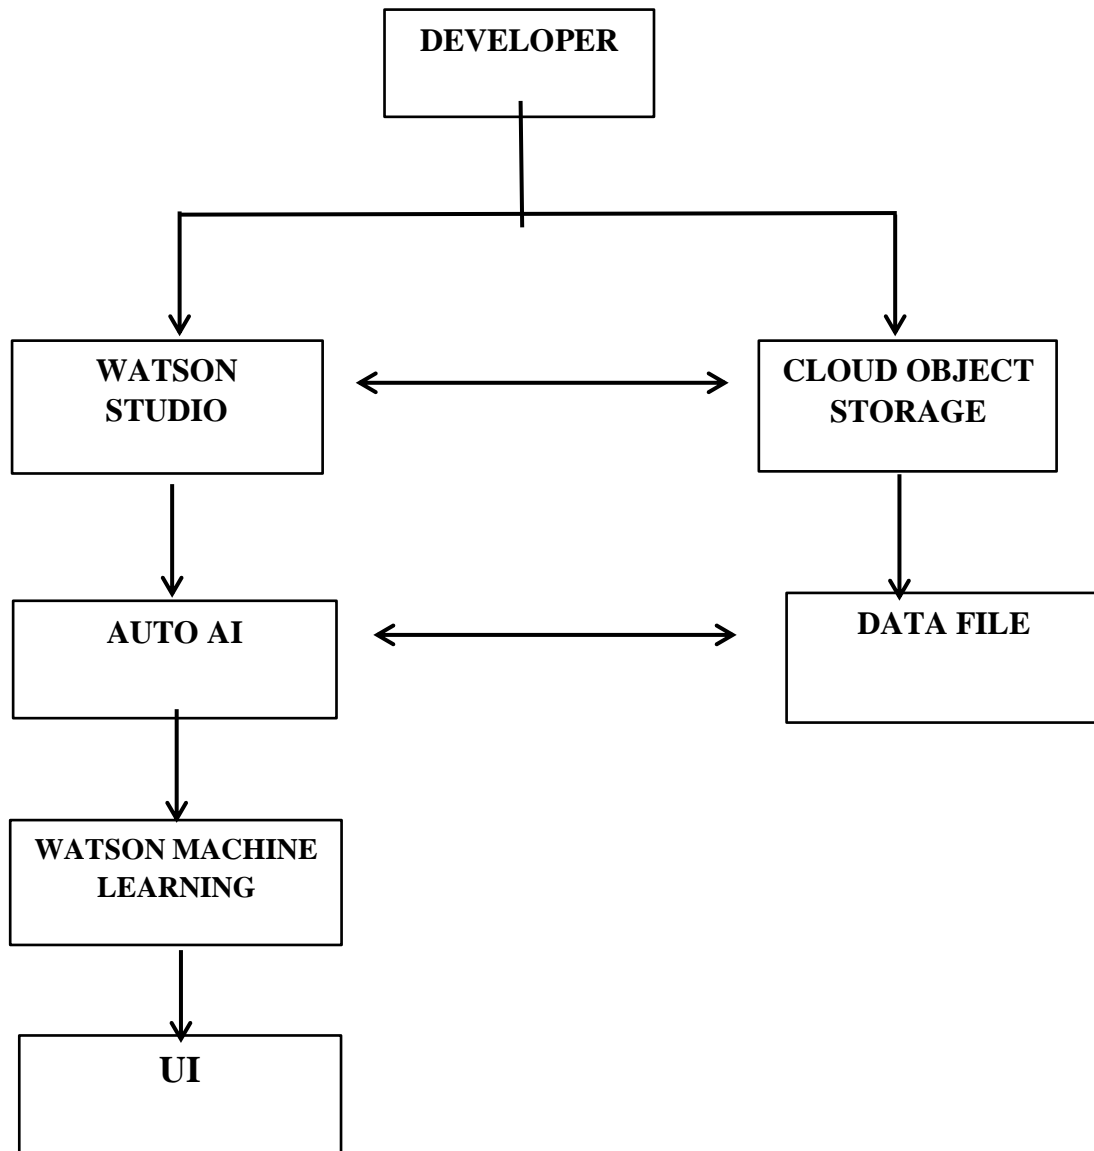 DEVELOPER
WATSON
STUDIO
CLOUD OBJECT
STORAGE
AUTO AI
DATA FILE
WATSON MACHINE
LEARNING
UI